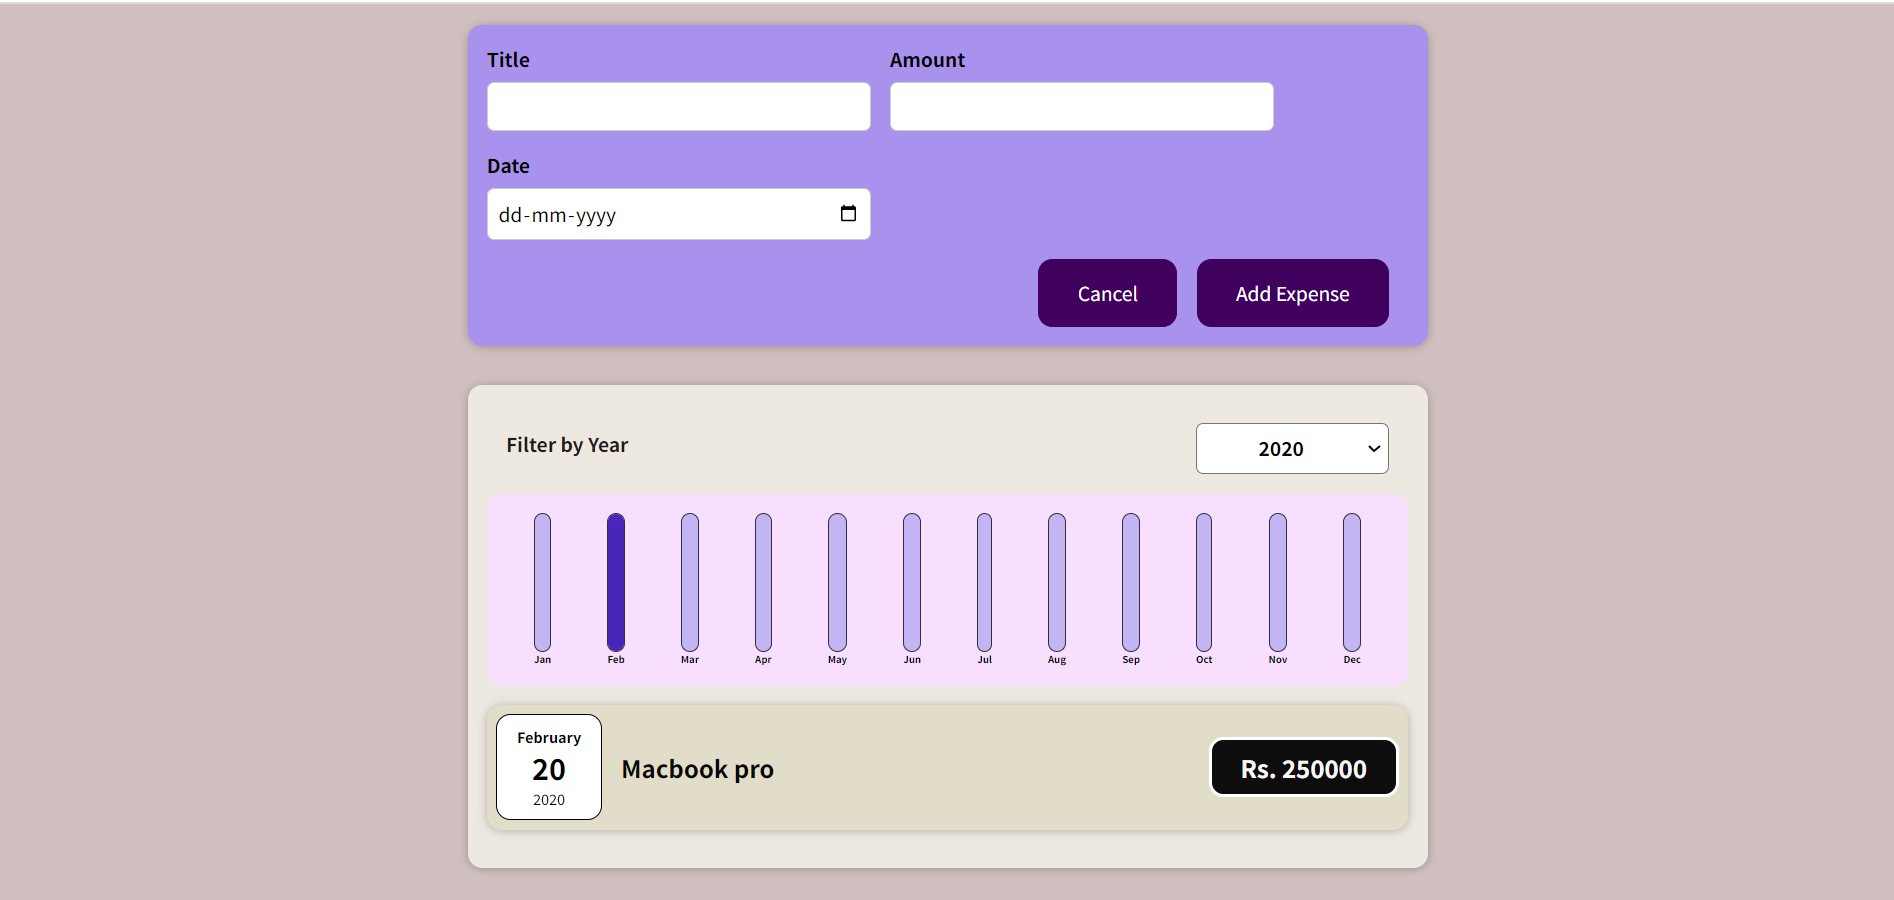 Title Amount
Date
dd-mm-yyyy
Cancel Add Expense
Filter by Year 2020
Jan Feb Mar Apr May Jun Jul Aug Sep Oct Nov Dec
February
20
2020
Macbook pro
Rs. 250000